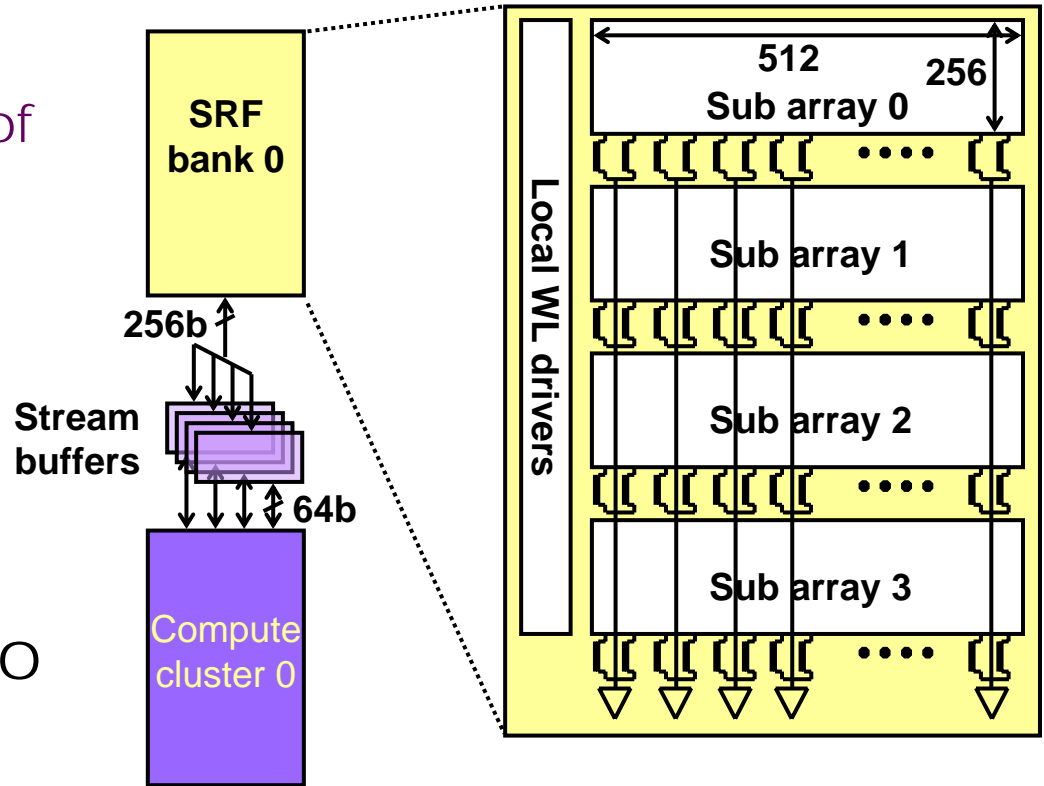 of
O
SRF
bank 0
256b
Stream
buffers
64b
Compute
cluster 0
Local WL drivers
512
256
Sub array 0
••••
Sub array 1
••••
Sub array 2
••••
Sub array 3
••••